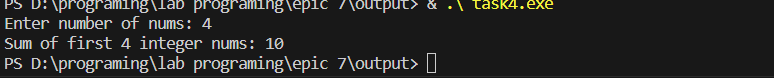 PS D:\programing\lab programing\epic 7\output> & .\ task4.exe
Enter number of nums: 4
Sum of first 4 integer nums: 10
PS D:\programing\lab programing\epic 7\output>